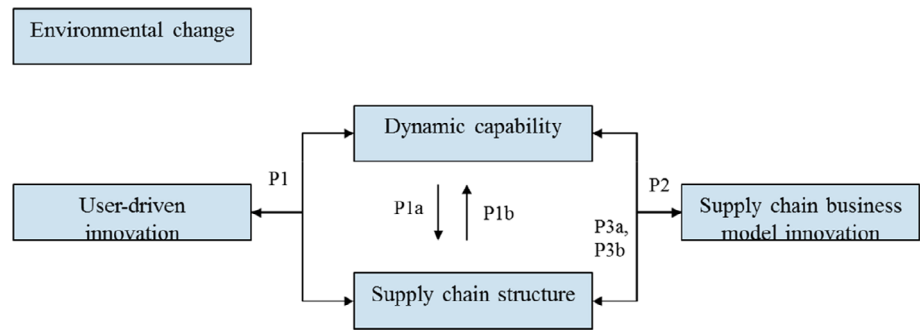 Environmental change
Dynamic capability
P1
P2
User-driven
innovation
P1a
P1b
P3a,
P3b
Supply chain business
model innovation
Supply chain structure